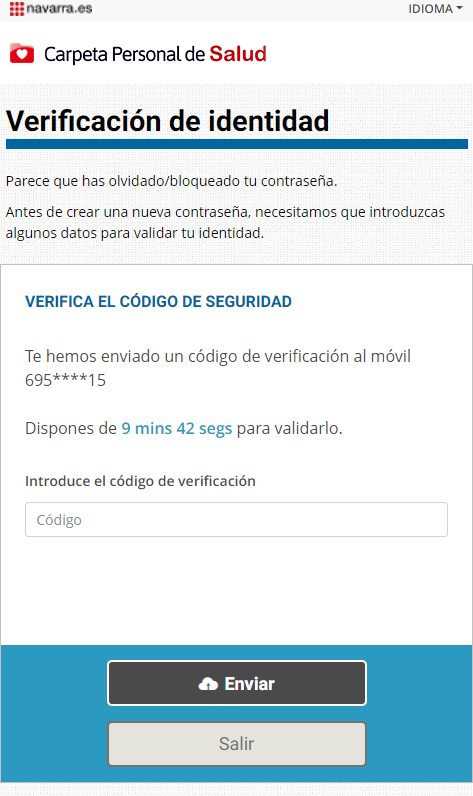 navarra.es
IDIOMA
Carpeta Personal de Salud
Verificación de identidad
Parece que has olvidado/bloqueado tu contraseña.
Antes de crear una nueva contraseña, necesitamos que introduzcas
algunos datos para validar tu identidad.
VERIFICA EL CÓDIGO DE SEGURIDAD
Te hemos enviado un código de verificación al móvil
695****15
Dispones de 9 mins 42 segs para validarlo.
Introduce el código de verificación
Código
Enviar
Salir